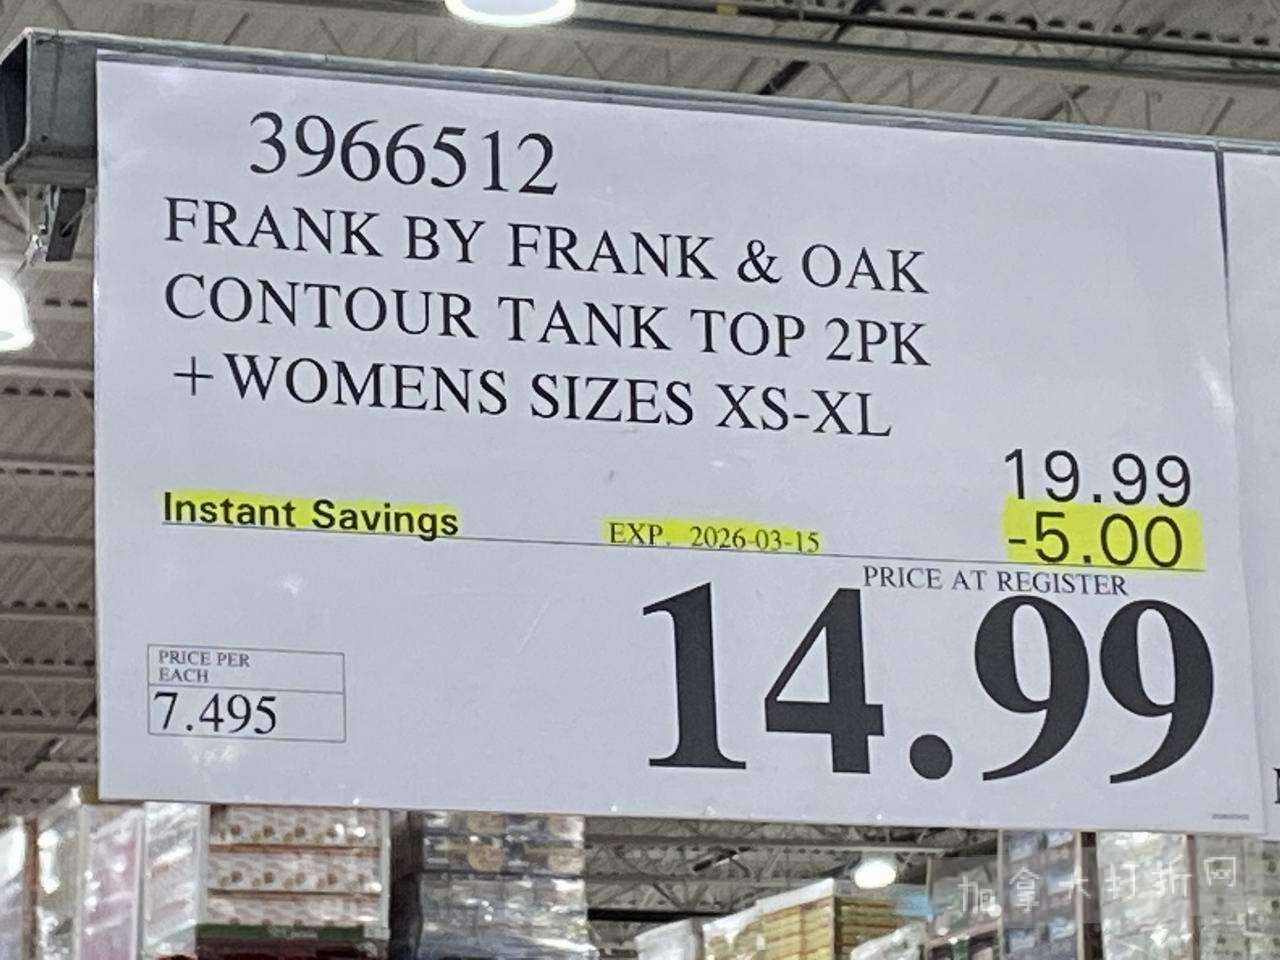 3966512
FRANK BY FRANK & OAK
CONTOUR TANK TOP 2PK
+WOMENS SIZES XS-XL
19.99
Instant Savings EXP. 2026-03-15 -5.00
PRICE AT REGISTER
14.99
PRICE PER
EACH
7.495
加拿大打折网